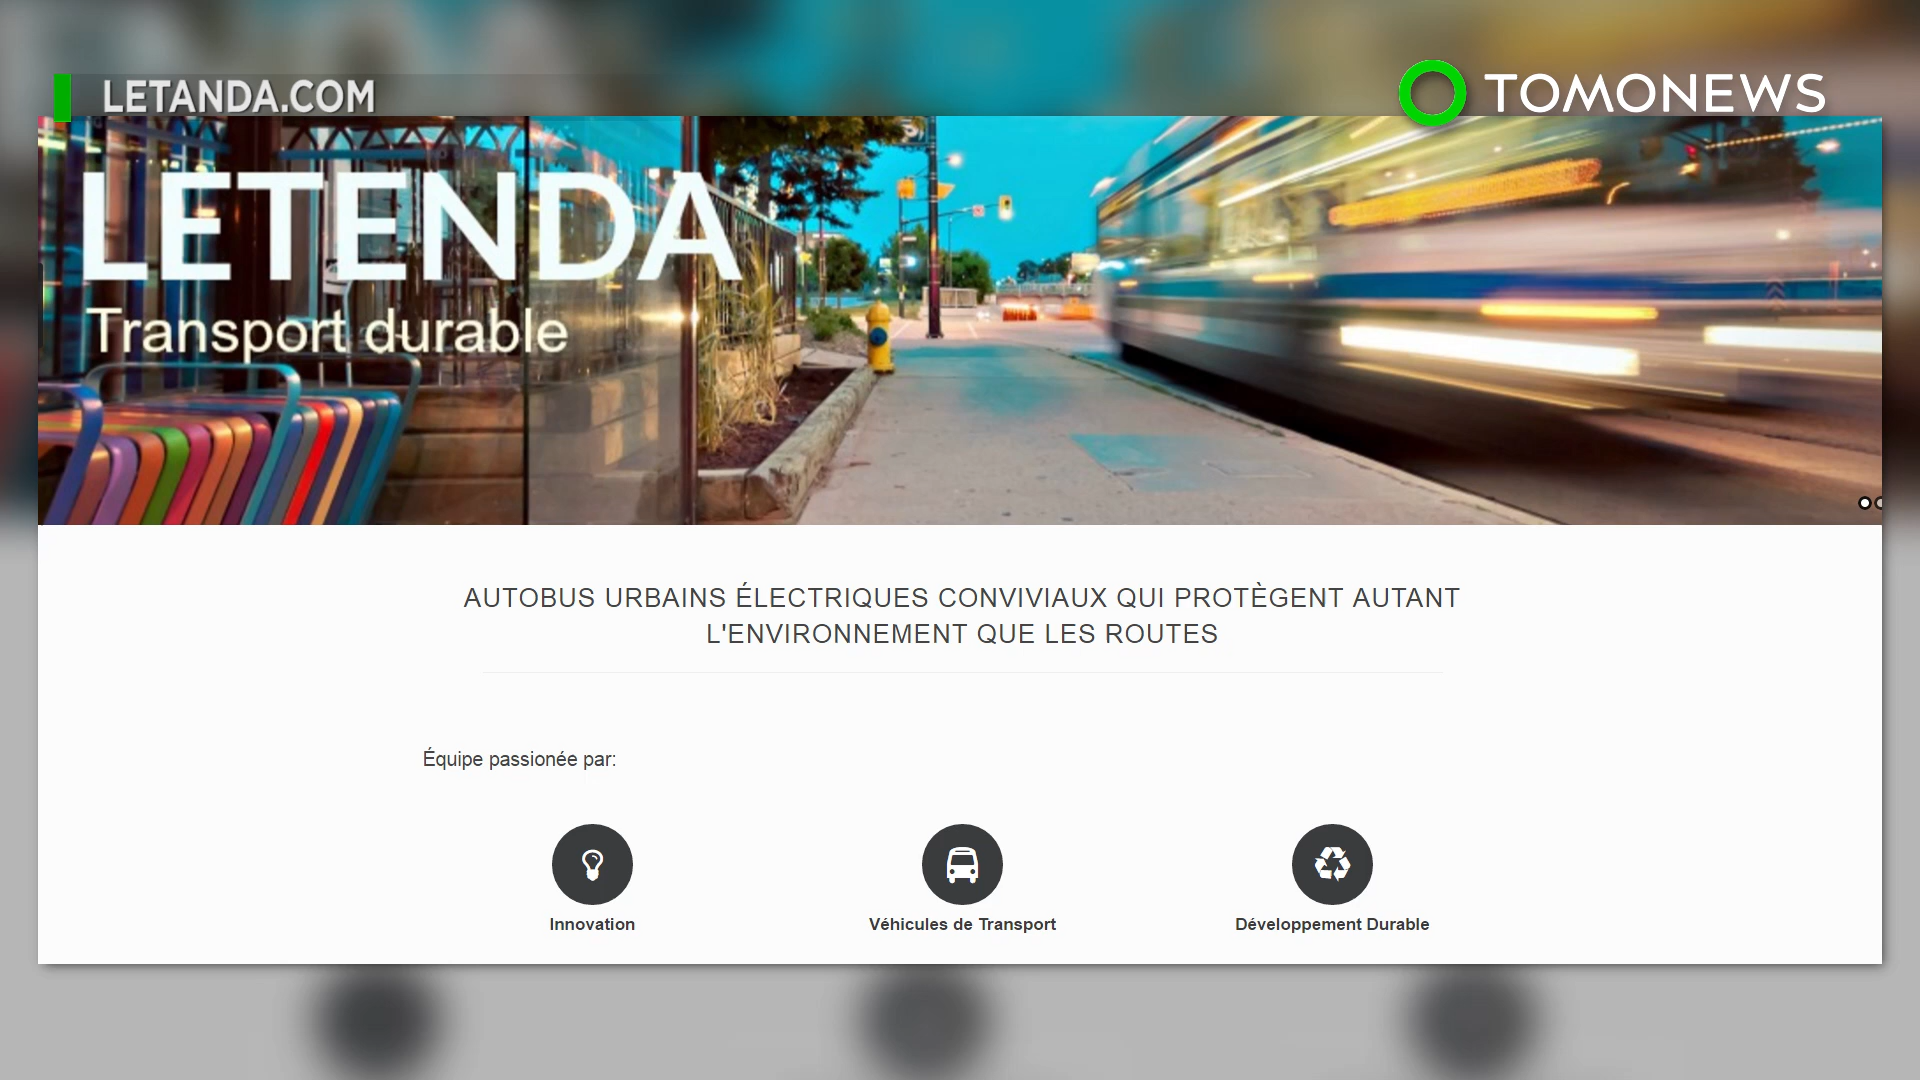 LETANDA.COM
TOMONEWS
LETENDA
Transport durable
AUTOBUS URBAINS ÉLECTRIQUES CONVIVIAUX QUI PROTÈGENT AUTANT
L'ENVIRONNEMENT QUE LES ROUTES
Équipe passionée par:
Innovation
Véhicules de Transport
Développement Durable